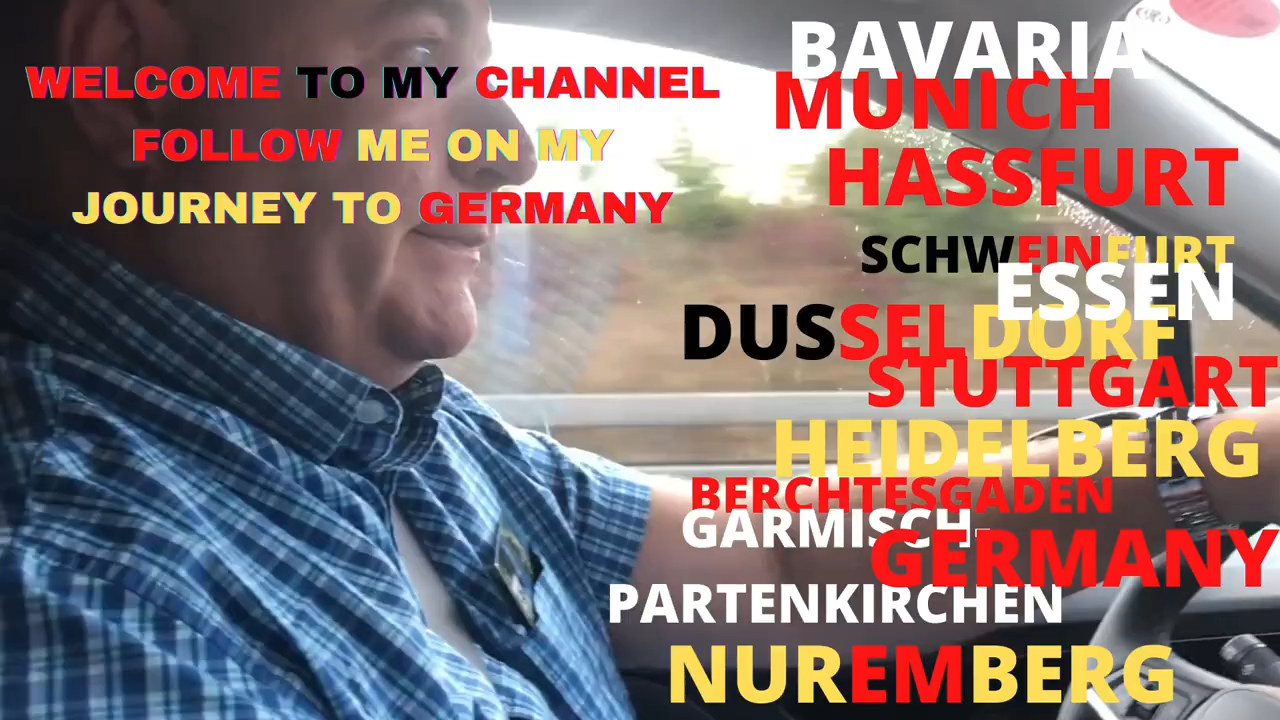 WELCOME TO MY CHANNEL
FOLLOW ME ON MY
JOURNEY TO GERMANY
BAVARIA
MUNICH
HASSFURT
SCHWEINFURT
ESSEN
DUSSELDORF
STUTTGART
HEIDELBERG
BERCHTESGADEN
GARMISCH-
GERMANY
PARTENKIRCHEN
NUREMBERG